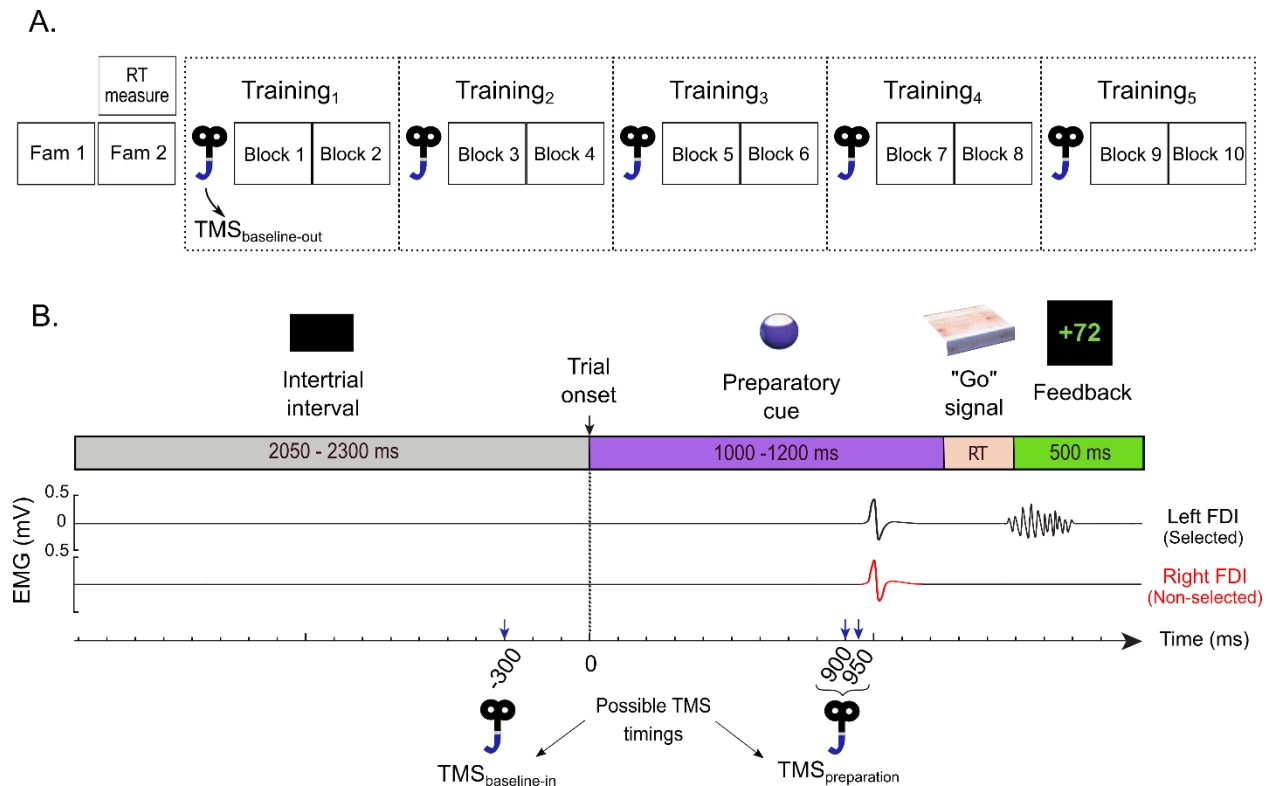 A.
RT
measure
Fam 1
Fam 2
Training1
Training2
Training3
Training4
Training5
Block 1
Block 2
Block 3
Block 4
Block 5
Block 6
Block 7
Block 8
Block 9
Block 10
TMSbaseline-out
B.
Intertrial
interval
Trial
onset
Preparatory
cue
"Go"
signal
+72
Feedback
2050 - 2300 ms
1000 -1200 ms
RT
500 ms
EMG (mV)
0.5
0
0.5
0.5
Left FDI
(Selected)
Right FDI
(Non-selected)
Time (ms)
-300
0
900
950
Possible TMS
timings
TMSbaseline-in
TMSpreparation